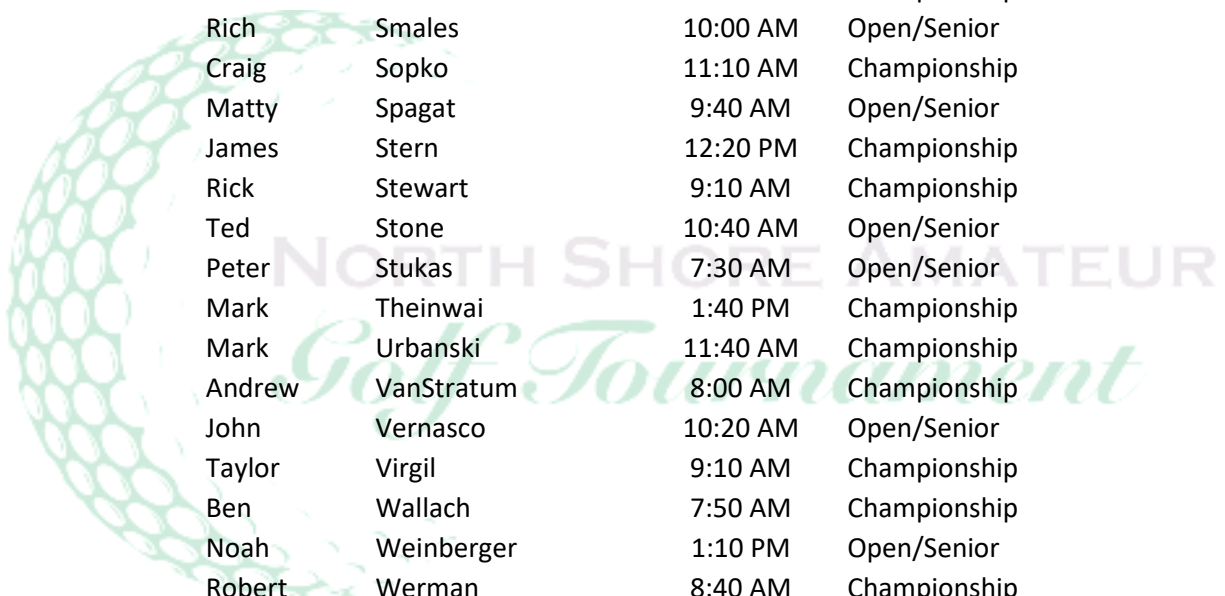 Rich Smales 10:00 AM Open/Senior
Craig Sopko 11:10 AM Championship
Matty Spagat 9:40 AM Open/Senior
James Stern 12:20 PM Championship
Rick Stewart 9:10 AM Championship
Ted Stone 10:40 AM Open/Senior
NORTH SHORE AMATEUR
Peter Stukas 7:30 AM Open/Senior
Mark Theinwai 1:40 PM Championship
Mark Urbanski 11:40 AM Championship
Golf Tournament
Andrew VanStratum 8:00 AM Championship
John Vernasco 10:20 AM Open/Senior
Taylor Virgil 9:10 AM Championship
Ben Wallach 7:50 AM Championship
Noah Weinberger 1:10 PM Open/Senior
Robert Werman 8:40 AM Championship